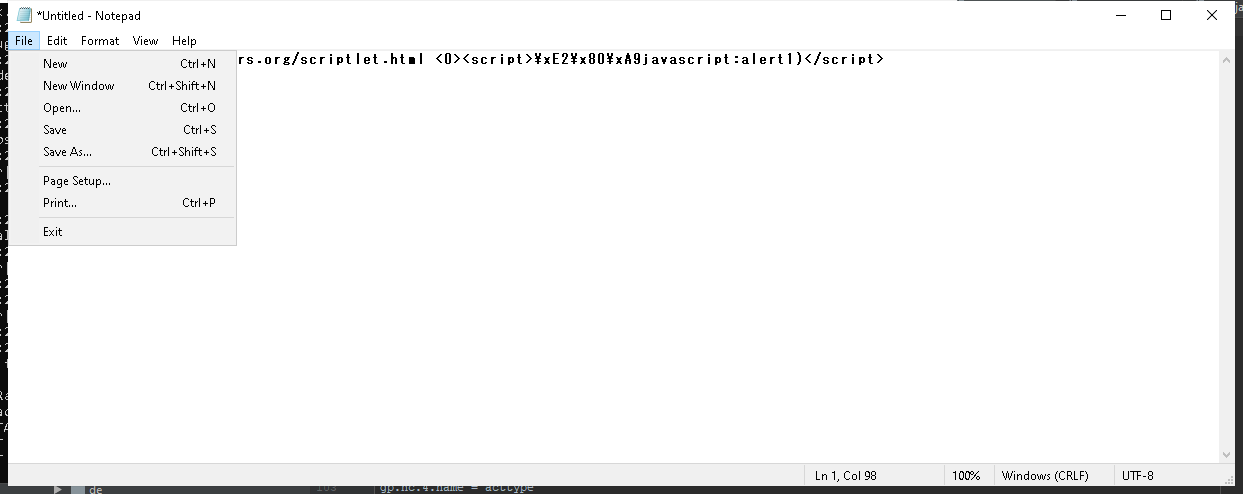 *Untitled - Notepad
File Edit Format View Help
rs.org/scriptlet.html <0><script>¥xE2¥x80¥xA9javascript:alert1)</script>
New Ctrl+N
New Window Ctrl+Shift+N
Open... Ctrl+O
Save Ctrl+S
Save As... Ctrl+Shift+S
Page Setup...
Print... Ctrl+P
Exit
Ln 1, Col 98 100% Windows (CRLF) UTF-8
de 103 gp.nc.4.name = acctype